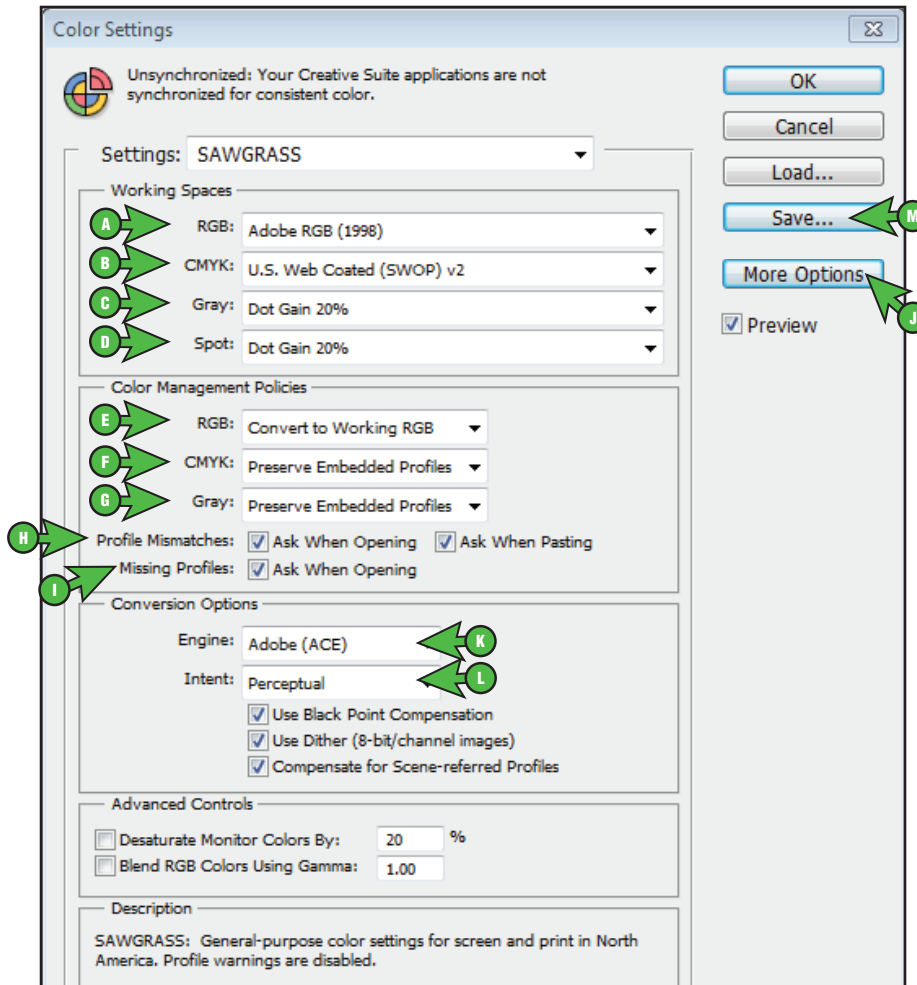 Color Settings
Unsynchronized: Your Creative Suite applications are not
synchronized for consistent color.
OK
Cancel
Load...
Save...
M
More Options
J
Preview
Settings: SAWGRASS
Working Spaces
A RGB: Adobe RGB (1998)
B CMYK: U.S. Web Coated (SWOP) v2
C Gray: Dot Gain 20%
D Spot: Dot Gain 20%
Color Management Policies
E RGB: Convert to Working RGB
F CMYK: Preserve Embedded Profiles
G Gray: Preserve Embedded Profiles
H Profile Mismatches: Ask When Opening Ask When Pasting
I Missing Profiles: Ask When Opening
Conversion Options
Engine: Adobe (ACE) K
Intent: Perceptual L
Use Black Point Compensation
Use Dither (8-bit/channel images)
Compensate for Scene-referred Profiles
Advanced Controls
Desaturate Monitor Colors By: 20 %
Blend RGB Colors Using Gamma: 1.00
Description
SAWGRASS: General-purpose color settings for screen and print in North
America. Profile warnings are disabled.